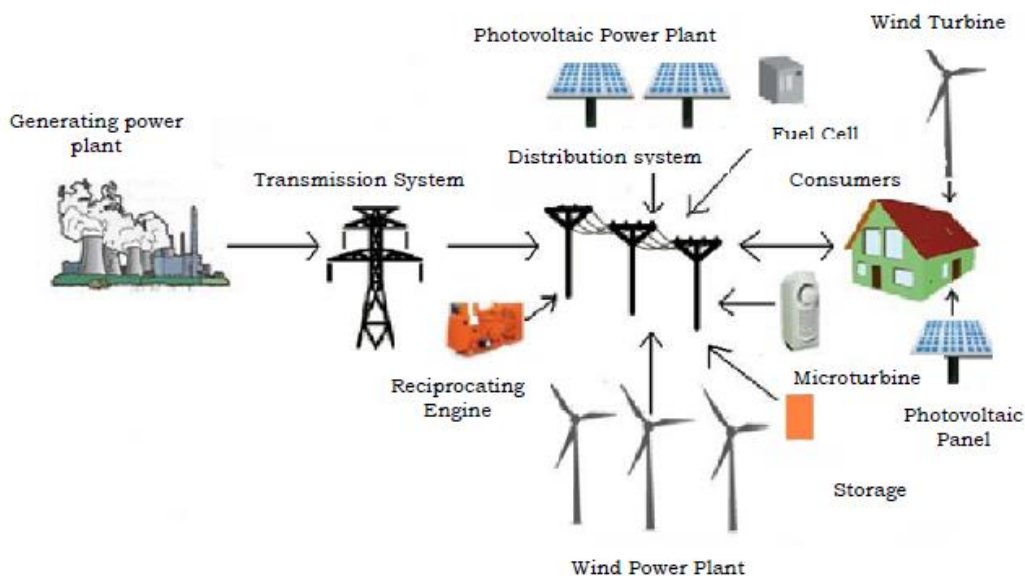 Wind Turbine
Photovoltaic Power Plant
Generating power
plant
Fuel Cell
Distribution system
Transmission System
Consumers
Reciprocating
Engine
Microturbine
Photovoltaic
Panel
Storage
Wind Power Plant